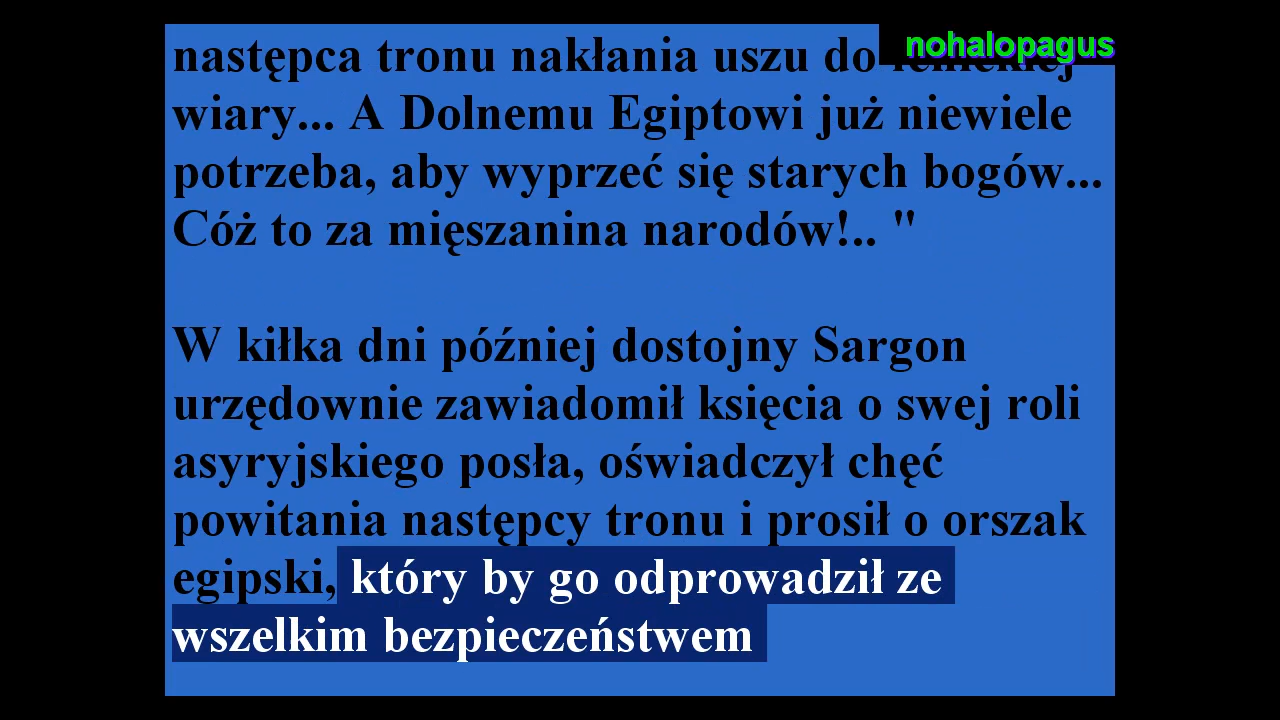 następca tronu nakłania uszu do
nohalopagus
wiary... A Dolnemu Egiptowi już niewiele
potrzeba, aby wyprzeć się starych bogów...
Cóż to za mięszanina narodów!.. "
W kiłka dni później dostojny Sargon
urzędownie zawiadomił księcia o swej roli
asyryjskiego posła, oświadczył chęć
powitania następcy tronu i prosił o orszak
egipski, który by go odprowadził ze
wszelkim bezpieczeństwem